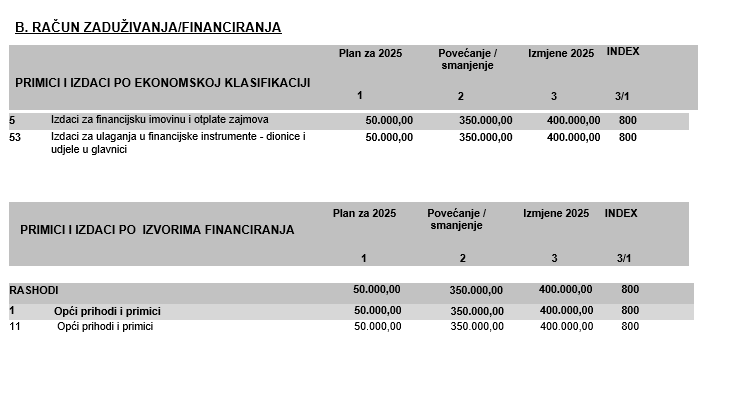 B. RAČUN ZADUŽIVANJA/FINANCIRANJA
PRIMICI I IZDACI PO EKONOMSKOJ KLASIFIKACIJI
Plan za 2025 Povećanje / smanjenje Izmjene 2025 INDEX
1 2 3 3/1
5 Izdaci za financijsku imovinu i otplate zajmova 50.000,00 350.000,00 400.000,00 800
53 Izdaci za ulaganja u financijske instrumente - dionice i 50.000,00 350.000,00 400.000,00 800
udjele u glavnici
PRIMICI I IZDACI PO IZVORIMA FINANCIRANJA
Plan za 2025 Povećanje / smanjenje Izmjene 2025 INDEX
1 2 3 3/1
RASHODI 50.000,00 350.000,00 400.000,00 800
1 Opći prihodi i primici 50.000,00 350.000,00 400.000,00 800
11 Opći prihodi i primici 50.000,00 350.000,00 400.000,00 800